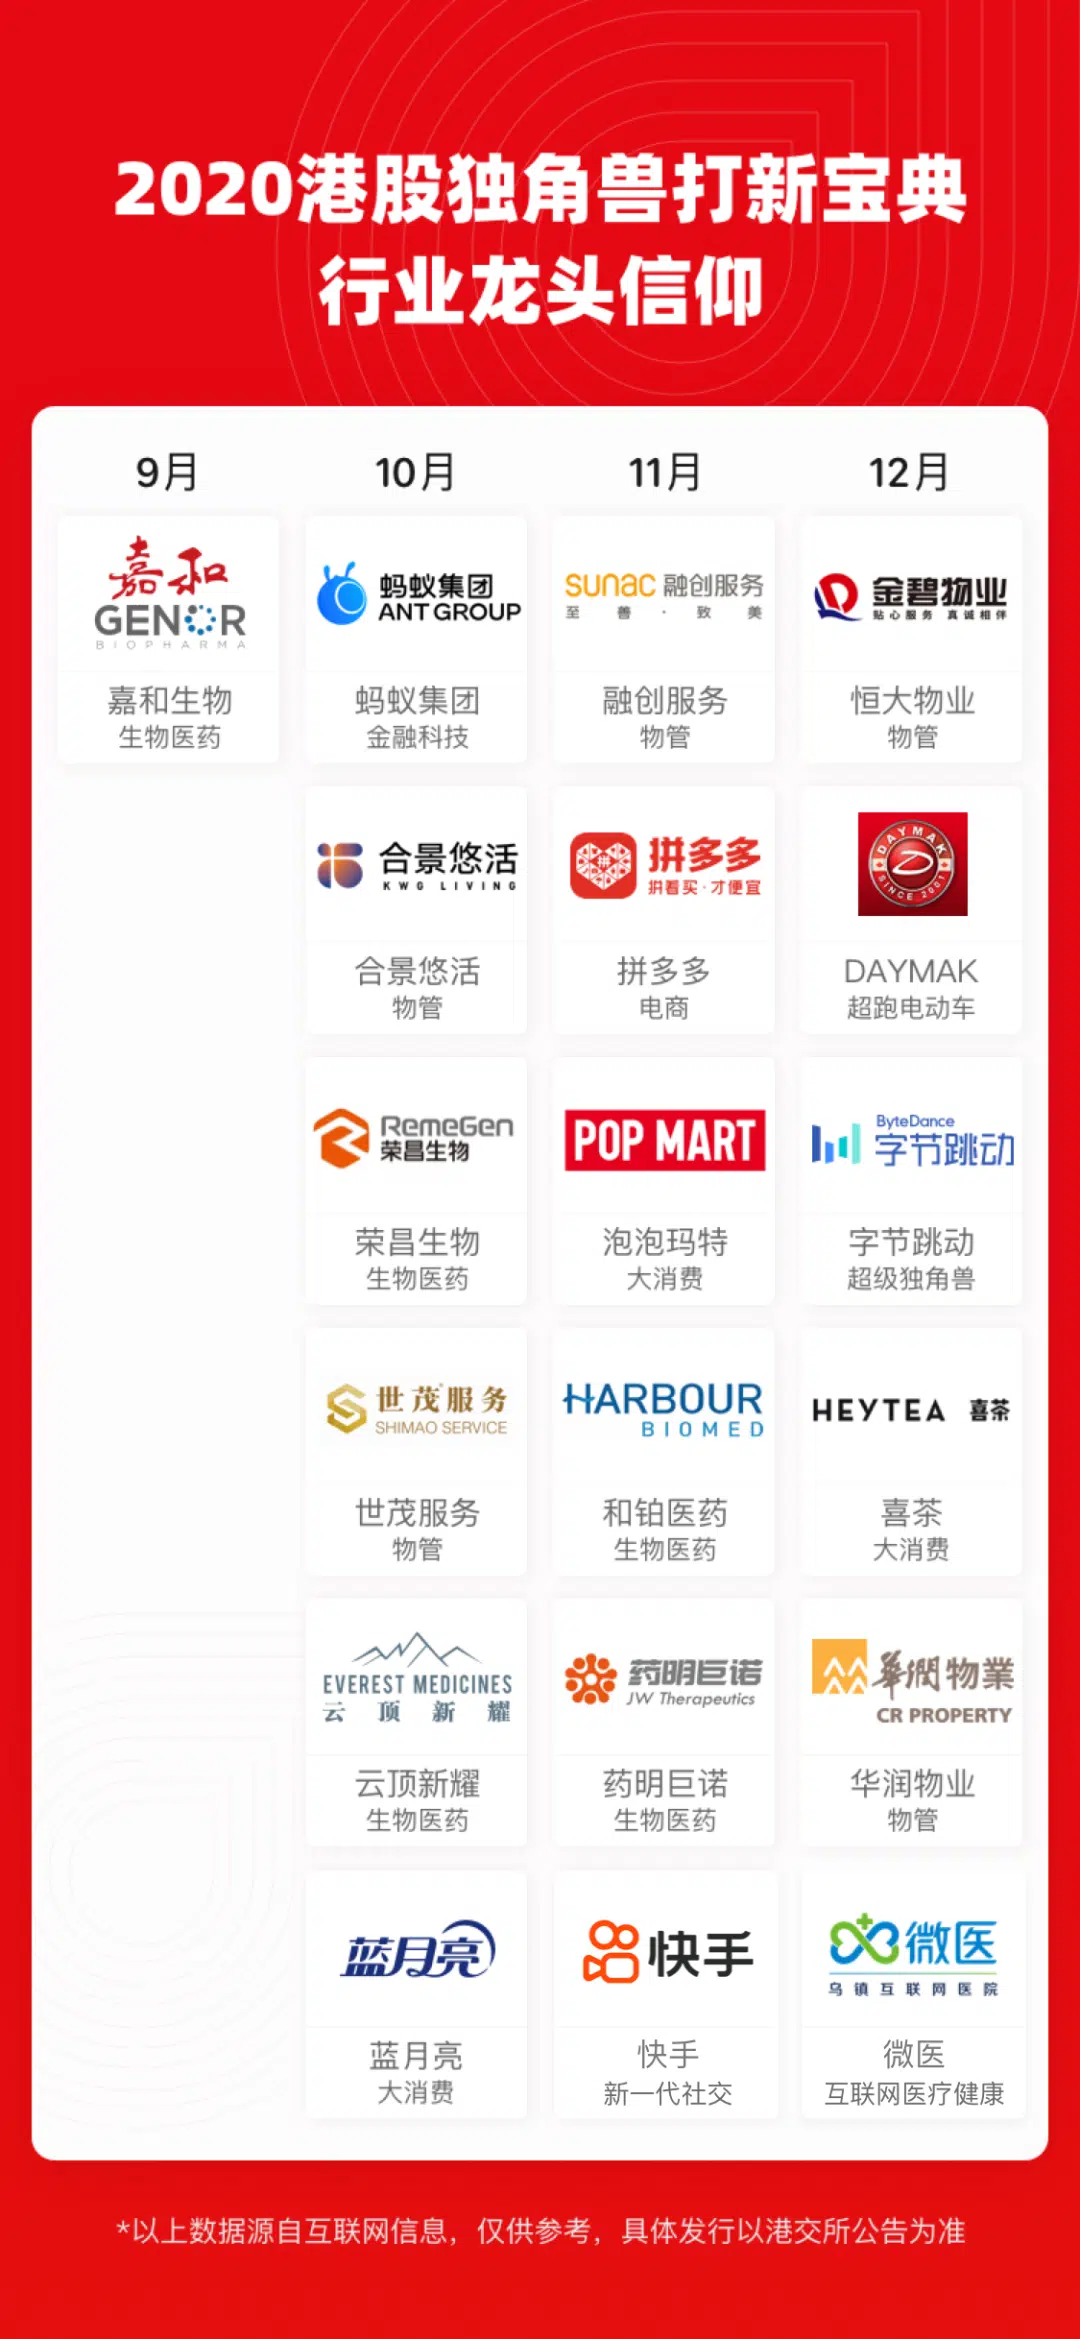 2020港股独角兽打新宝典
行业龙头信仰
9月
10月
11月
12月
嘉和
GENOR
BIOPHARMA
嘉和生物
生物医药
蚂蚁集团
ANT GROUP
蚂蚁集团
金融科技
sunac 融创服务
至善·致美
融创服务
物管
金碧物业
贴心服务 真诚相伴
恒大物业
物管
合景悠活
KWG LIVING
合景悠活
物管
拼
拼多多
拼着买·才便宜
拼多多
电商
DAYMAK
SINCE 2001
DAYMAK
超跑电动车
RemeGen
荣昌生物
荣昌生物
生物医药
POP MART
泡泡玛特
大消费
ByteDance
字节跳动
字节跳动
超级独角兽
世茂服务
SHIMAO SERVICE
世茂服务
物管
HARBOUR
BIOMED
和铂医药
生物医药
HEYTEA 喜茶
喜茶
大消费
EVEREST MEDICINES
云顶新耀
云顶新耀
生物医药
药明巨诺
JW Therapeutics
药明巨诺
生物医药
華潤物業
CR PROPERTY
华润物业
物管
蓝月亮
蓝月亮
大消费
快手
快手
新一代社交
微医
乌镇互联网医院
微医
互联网医疗健康
*以上数据源自互联网信息，仅供参考，具体发行以港交所公告为准